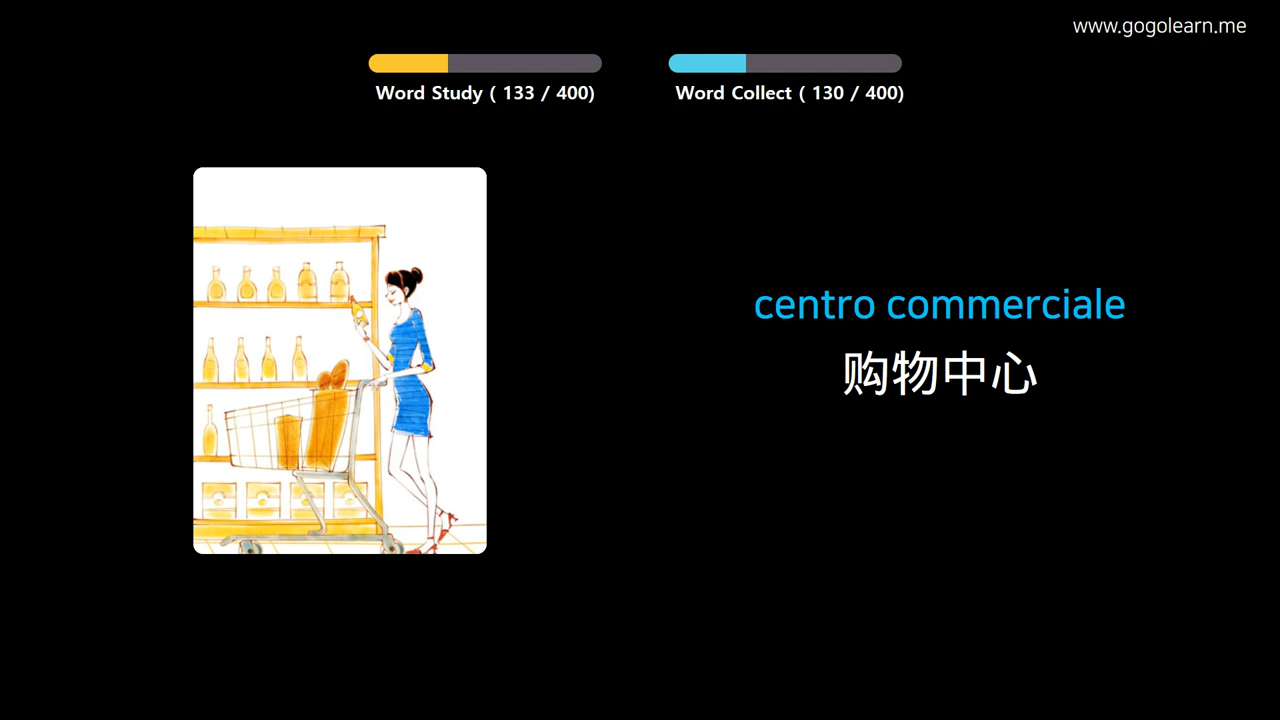 www.gogolearn.me
Word Study ( 133 / 400)
Word Collect ( 130 / 400)
centro commerciale
购物中心